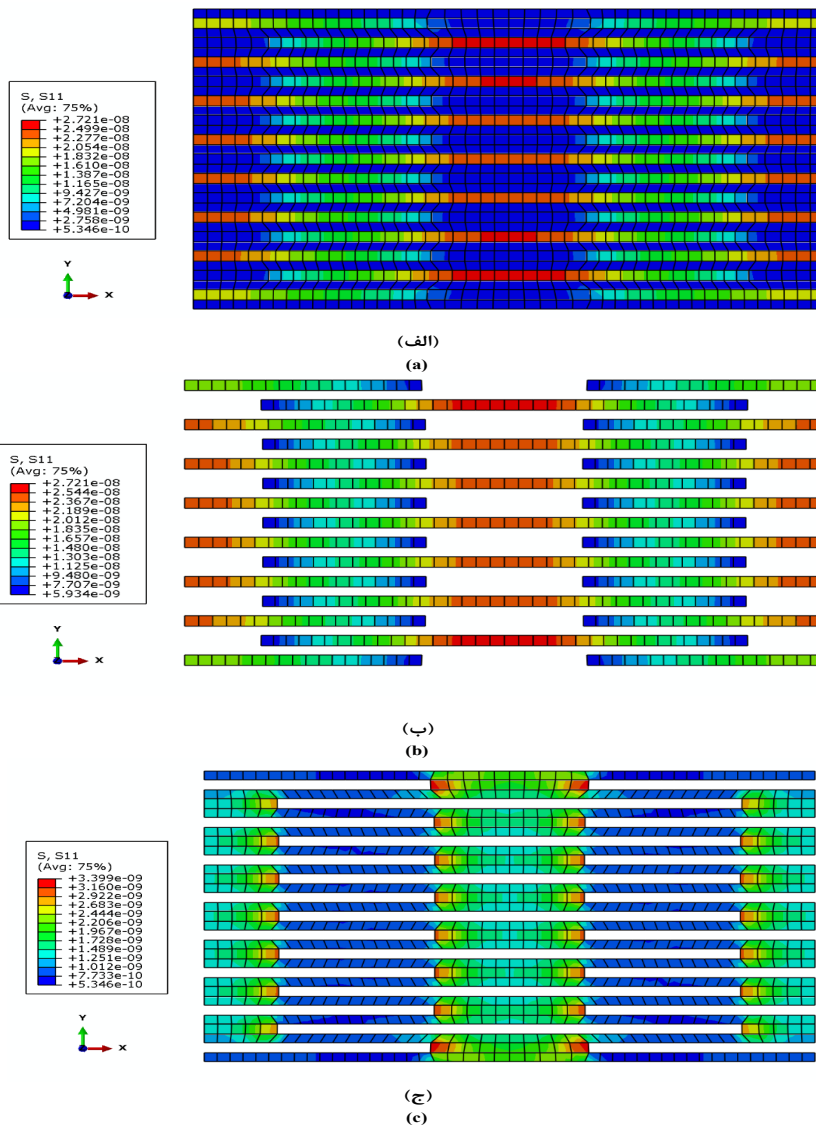 S, S11
(Avg: 75%)
+2.721e-08
+2.499e-08
+2.277e-08
+2.054e-08
+1.832e-08
+1.610e-08
+1.387e-08
+1.165e-08
+9.427e-09
+7.204e-09
+4.981e-09
+2.758e-09
+5.346e-10
Y
X
(الف)
(a)
S, S11
(Avg: 75%)
+2.721e-08
+2.544e-08
+2.367e-08
+2.189e-08
+2.012e-08
+1.835e-08
+1.657e-08
+1.480e-08
+1.303e-08
+1.125e-08
+9.480e-09
+7.707e-09
+5.934e-09
Y
X
(ب)
(b)
S, S11
(Avg: 75%)
+3.399e-09
+3.160e-09
+2.922e-09
+2.683e-09
+2.444e-09
+2.206e-09
+1.967e-09
+1.728e-09
+1.489e-09
+1.251e-09
+1.012e-09
+7.733e-10
+5.346e-10
Y
X
(ج)
(c)